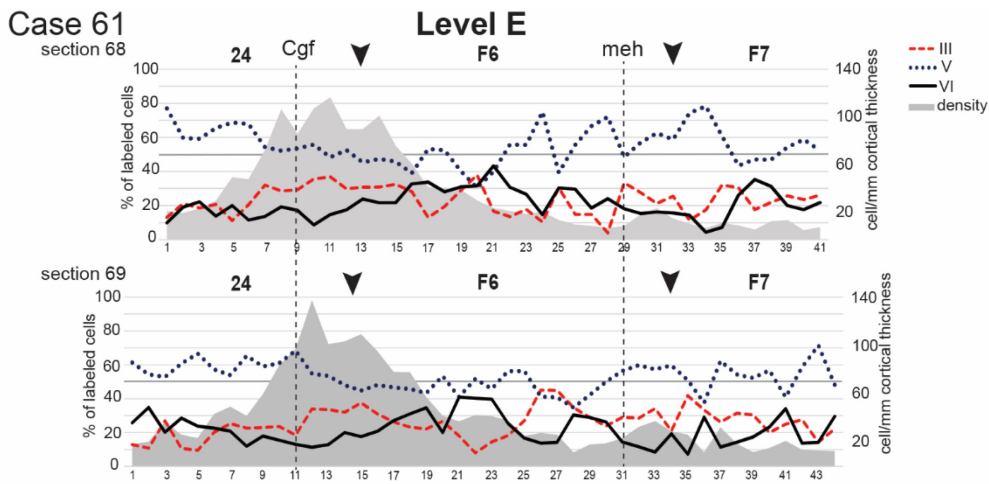 Case 61
Level E
section 68
24
Cgf
F6
meh
F7
III
V
VI
density
% of labeled cells
100
80
60
40
20
0
cell/mm cortical thickness
140
100
60
20
1 3 5 7 9 11 13 15 17 19 21 23 25 27 29 31 33 35 37 39 41
section 69
24
F6
F7
% of labeled cells
100
80
60
40
20
0
cell/mm cortical thickness
140
100
60
20
1 3 5 7 9 11 13 15 17 19 21 23 25 27 29 31 33 35 37 39 41 43